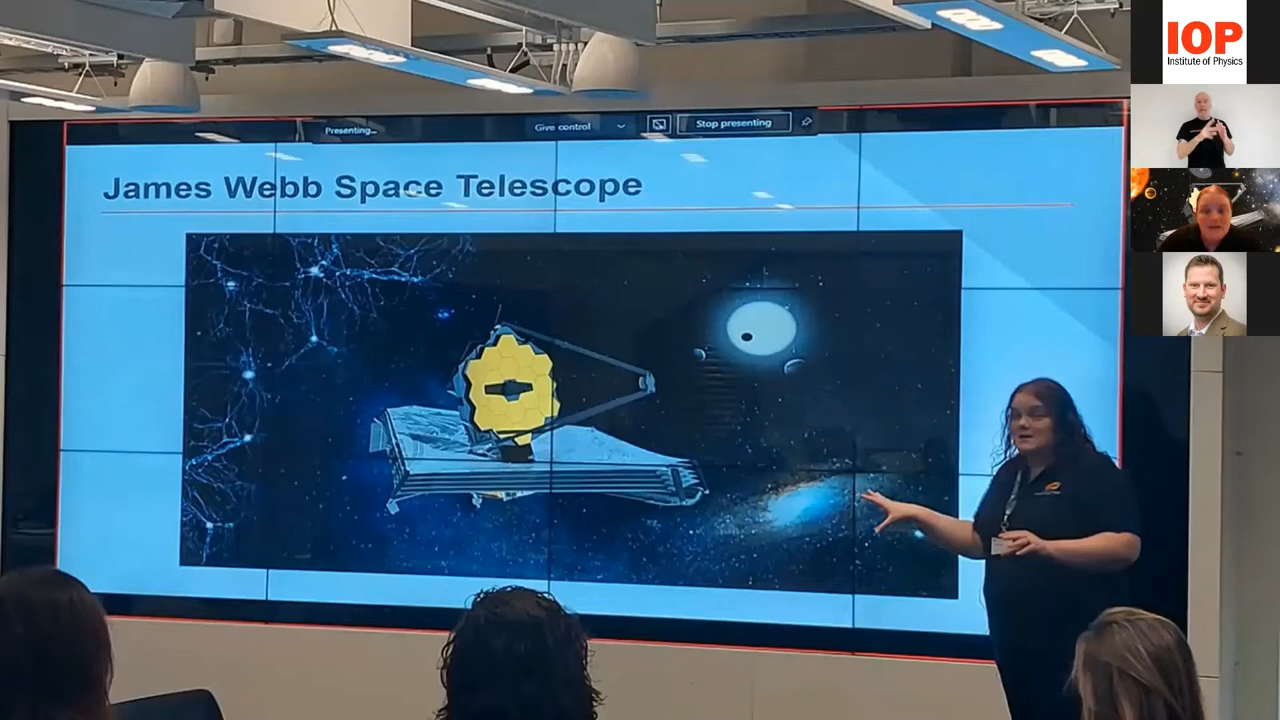 Presenting...
Give control
Stop presenting
James Webb Space Telescope
IOP
Institute of Physics